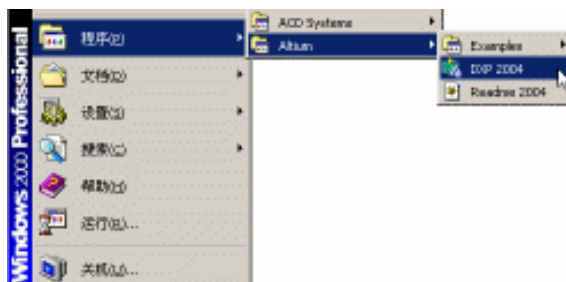 Windows 2000 Professional
程序(P)
文档(D)
设置(S)
搜索(C)
帮助(H)
运行(R)...
关机(U)...
ACD Systems
Altium
Examples
DXP 2004
Readme 2004